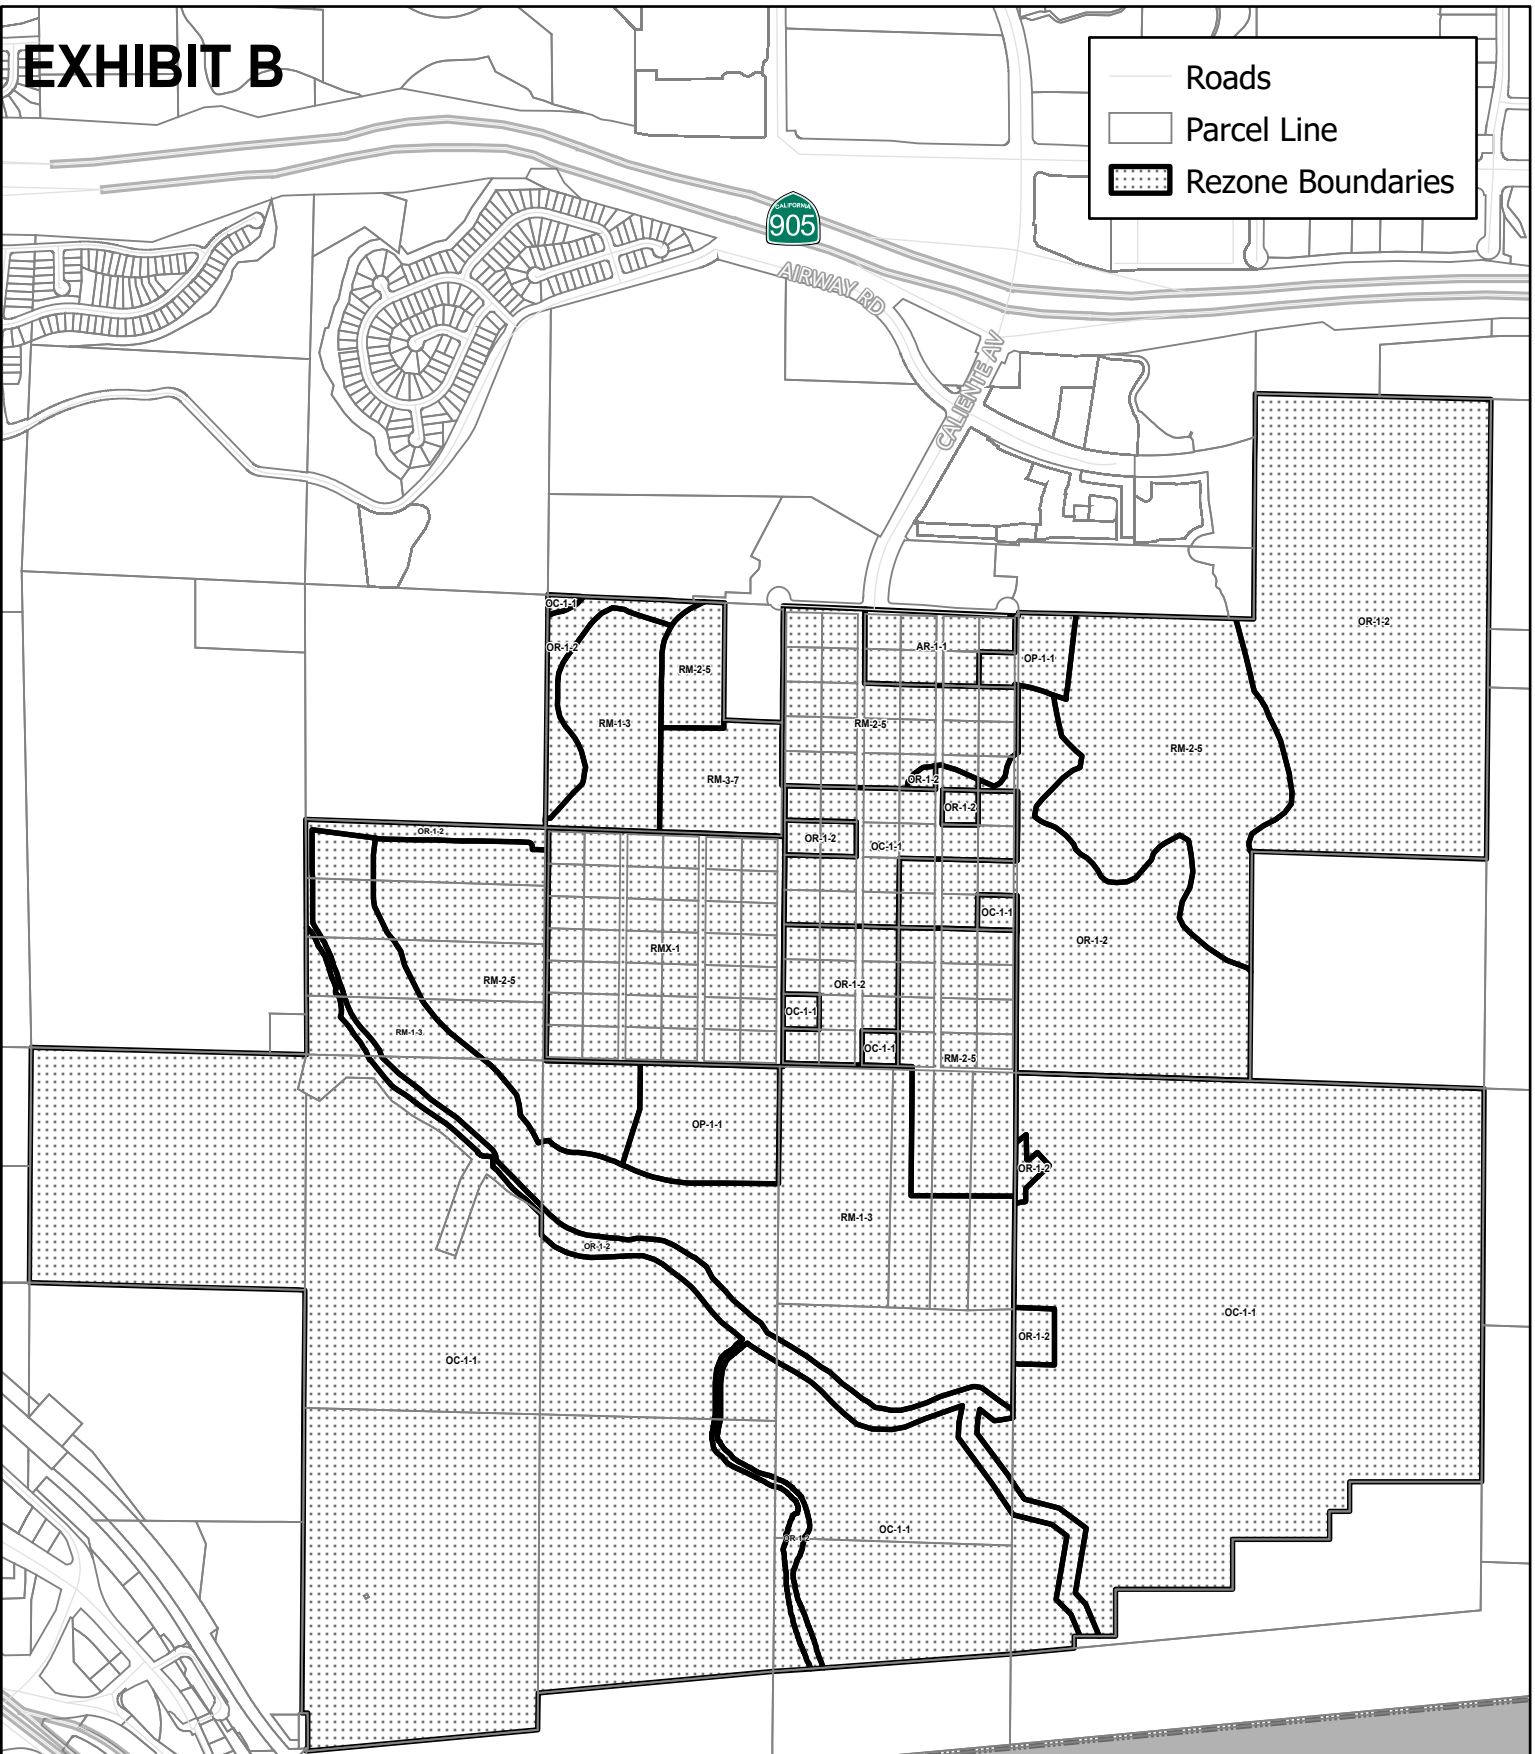 EXHIBIT B
Roads
Parcel Line
Rezone Boundaries
CALIFORNIA
905
AIRWAY RD
CALIENTE AV
OC-1-1
OR-1-2
RM-2-5
RM-1-3
RM-3-7
AR-1-1
OP-1-1
RM-2-5
OR-1-2
RM-2-5
OR-1-2
OR-1-2
OR-1-2
OC-1-1
OR-1-2
OC-1-1
OR-1-2
RMX-1
RM-2-5
OR-1-2
OC-1-1
RM-1-3
OC-1-1
RM-2-5
OP-1-1
OR-1-2
RM-1-3
OR-1-2
OC-1-1
OR-1-2
OC-1-1
OC-1-1
OR-1-2